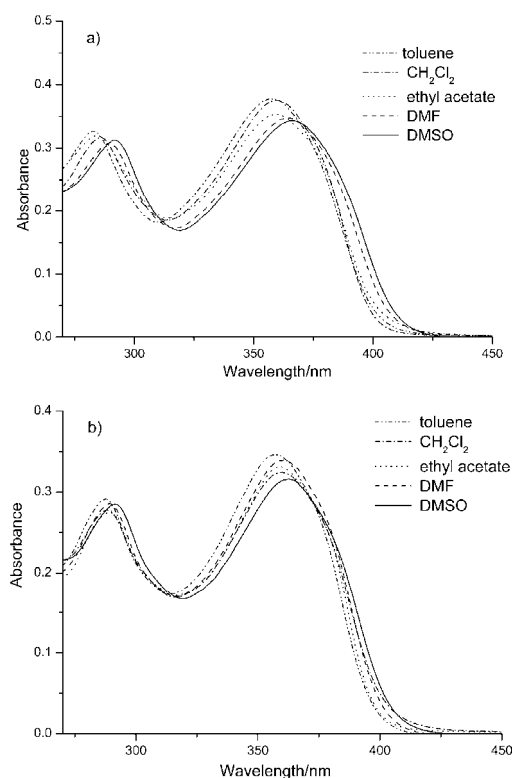 a)
toluene
CH₂Cl₂
ethyl acetate
DMF
DMSO
0.5
0.4
0.3
0.2
0.1
0.0
Absorbance
300
350
400
450
Wavelength/nm
b)
toluene
CH₂Cl₂
ethyl acetate
DMF
DMSO
0.4
0.3
0.2
0.1
0.0
Absorbance
300
350
400
450
Wavelength/nm